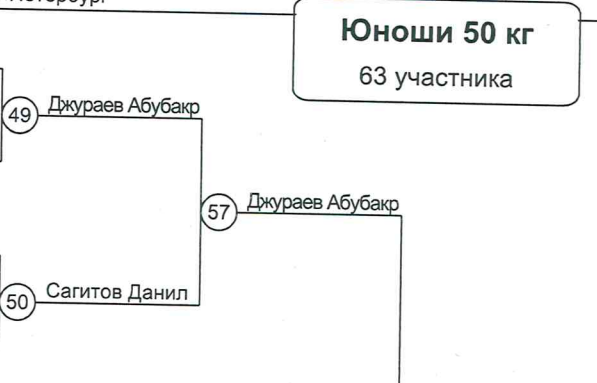 Юноши 50 кг
63 участника
49 Джураев Абубакр
57 Джураев Абубакр
50 Сагитов Данил